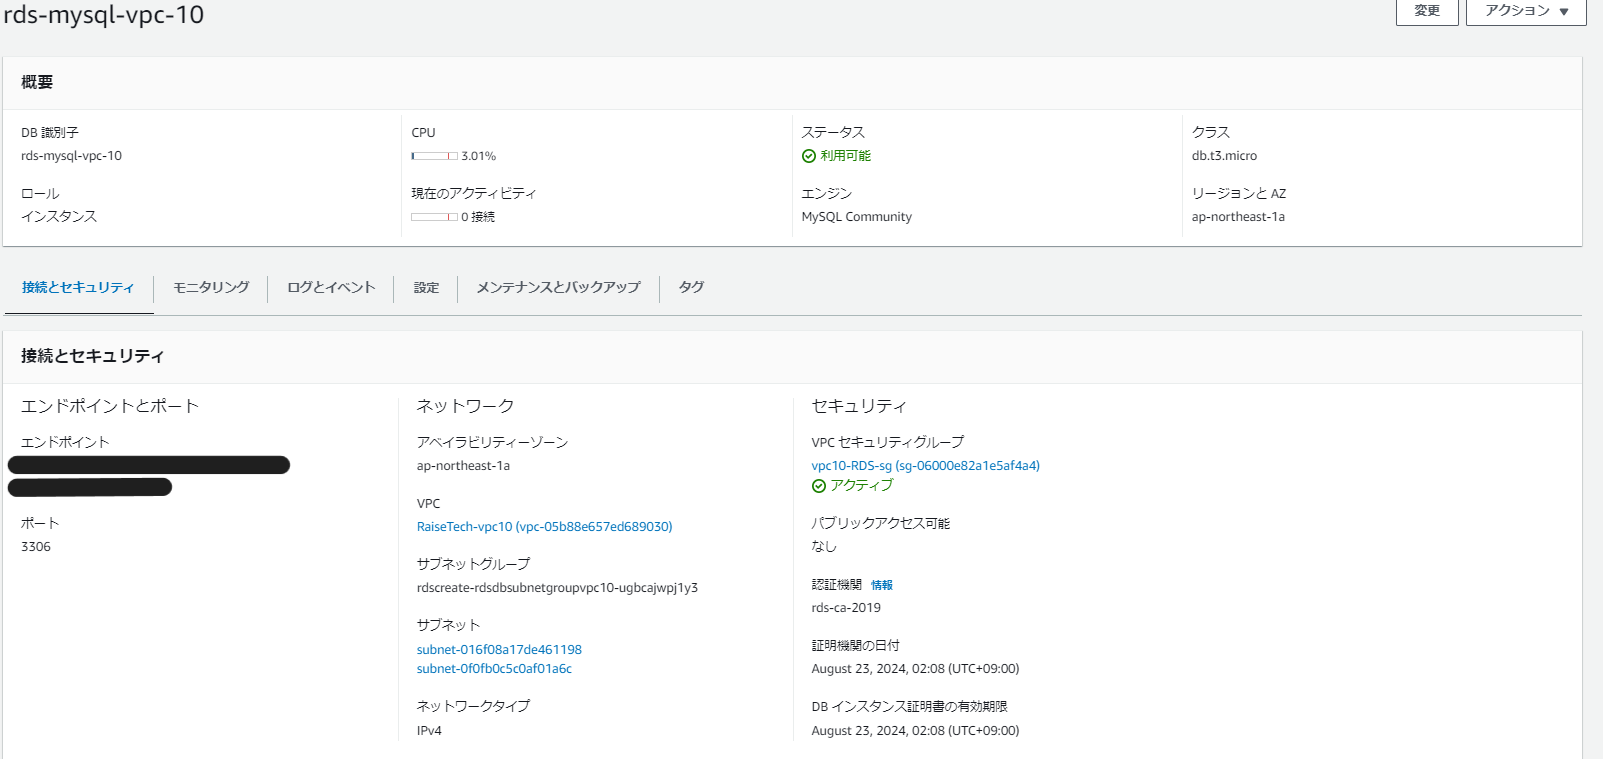 rds-mysql-vpc-10
変更
アクション
概要
DB 識別子
rds-mysql-vpc-10
ロール
インスタンス
CPU
3.01%
現在のアクティビティ
0 接続
ステータス
利用可能
エンジン
MySQL Community
クラス
db.t3.micro
リージョンと AZ
ap-northeast-1a
接続とセキュリティ
モニタリング
ログとイベント
設定
メンテナンスとバックアップ
タグ
接続とセキュリティ
エンドポイントとポート
エンドポイント
ポート
3306
ネットワーク
アベイラビリティーゾーン
ap-northeast-1a
VPC
RaiseTech-vpc10 (vpc-05b88e657ed689030)
サブネットグループ
rdscreate-rdsdbsubnetgroupvpc10-ugbcajwpj1y3
サブネット
subnet-016f08a17de461198
subnet-0f0fb0c5c0af01a6c
ネットワークタイプ
IPv4
セキュリティ
VPC セキュリティグループ
vpc10-RDS-sg (sg-06000e82a1e5af4a4)
アクティブ
パブリックアクセス可能
なし
認証機関 情報
rds-ca-2019
証明機関の日付
August 23, 2024, 02:08 (UTC+09:00)
DB インスタンス証明書の有効期限
August 23, 2024, 02:08 (UTC+09:00)